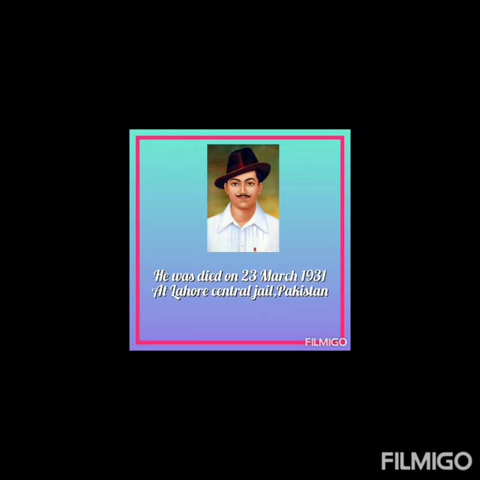 He was died on 23 March 1931
At Lahore central jail,Pakistan
FILMIGO
FILMIGO